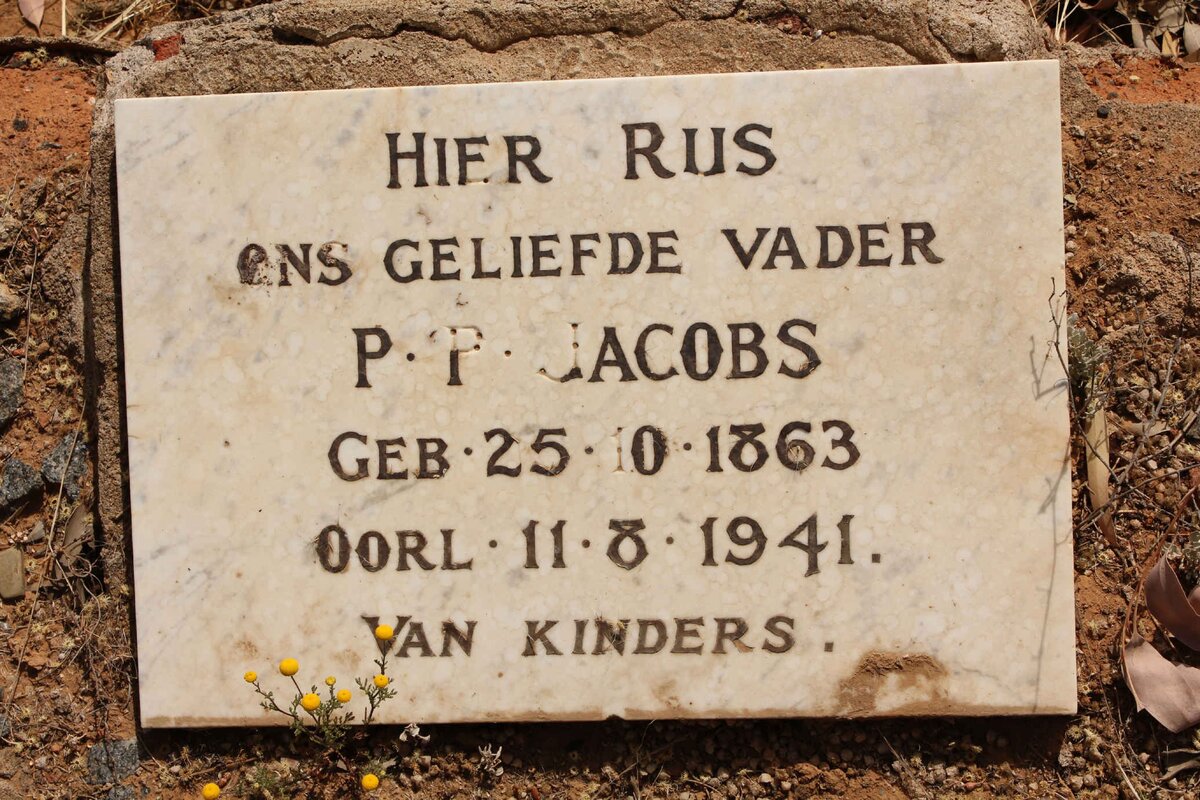 HIER RUS
ONS GELIEFDE VADER
P. P. JACOBS
GEB. 25.10.1863
OORL. 11.8.1941.
VAN KINDERS.